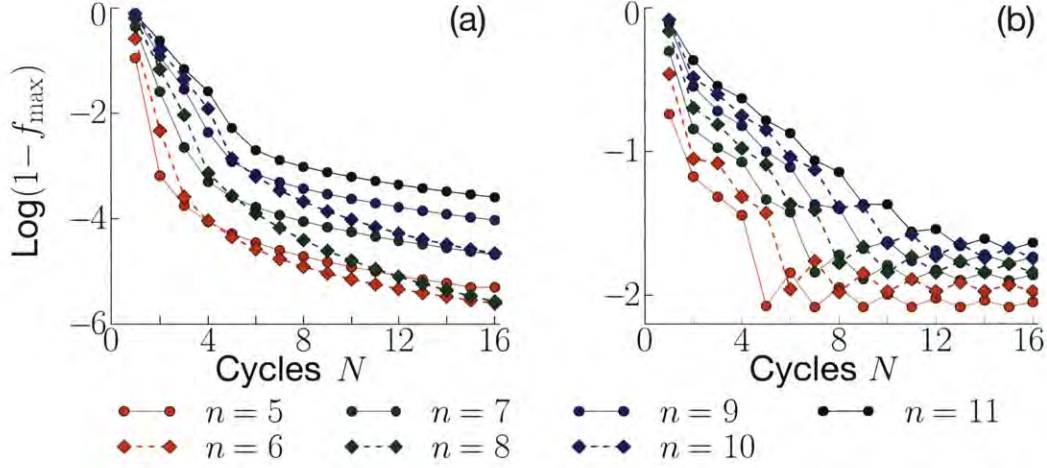 (a)
(b)
Log(1 − f_max)
0
−2
−4
−6
0 4 8 12 16
Cycles N
0
−1
−2
0 4 8 12 16
Cycles N
n = 5 n = 7 n = 9 n = 11
n = 6 n = 8 n = 10